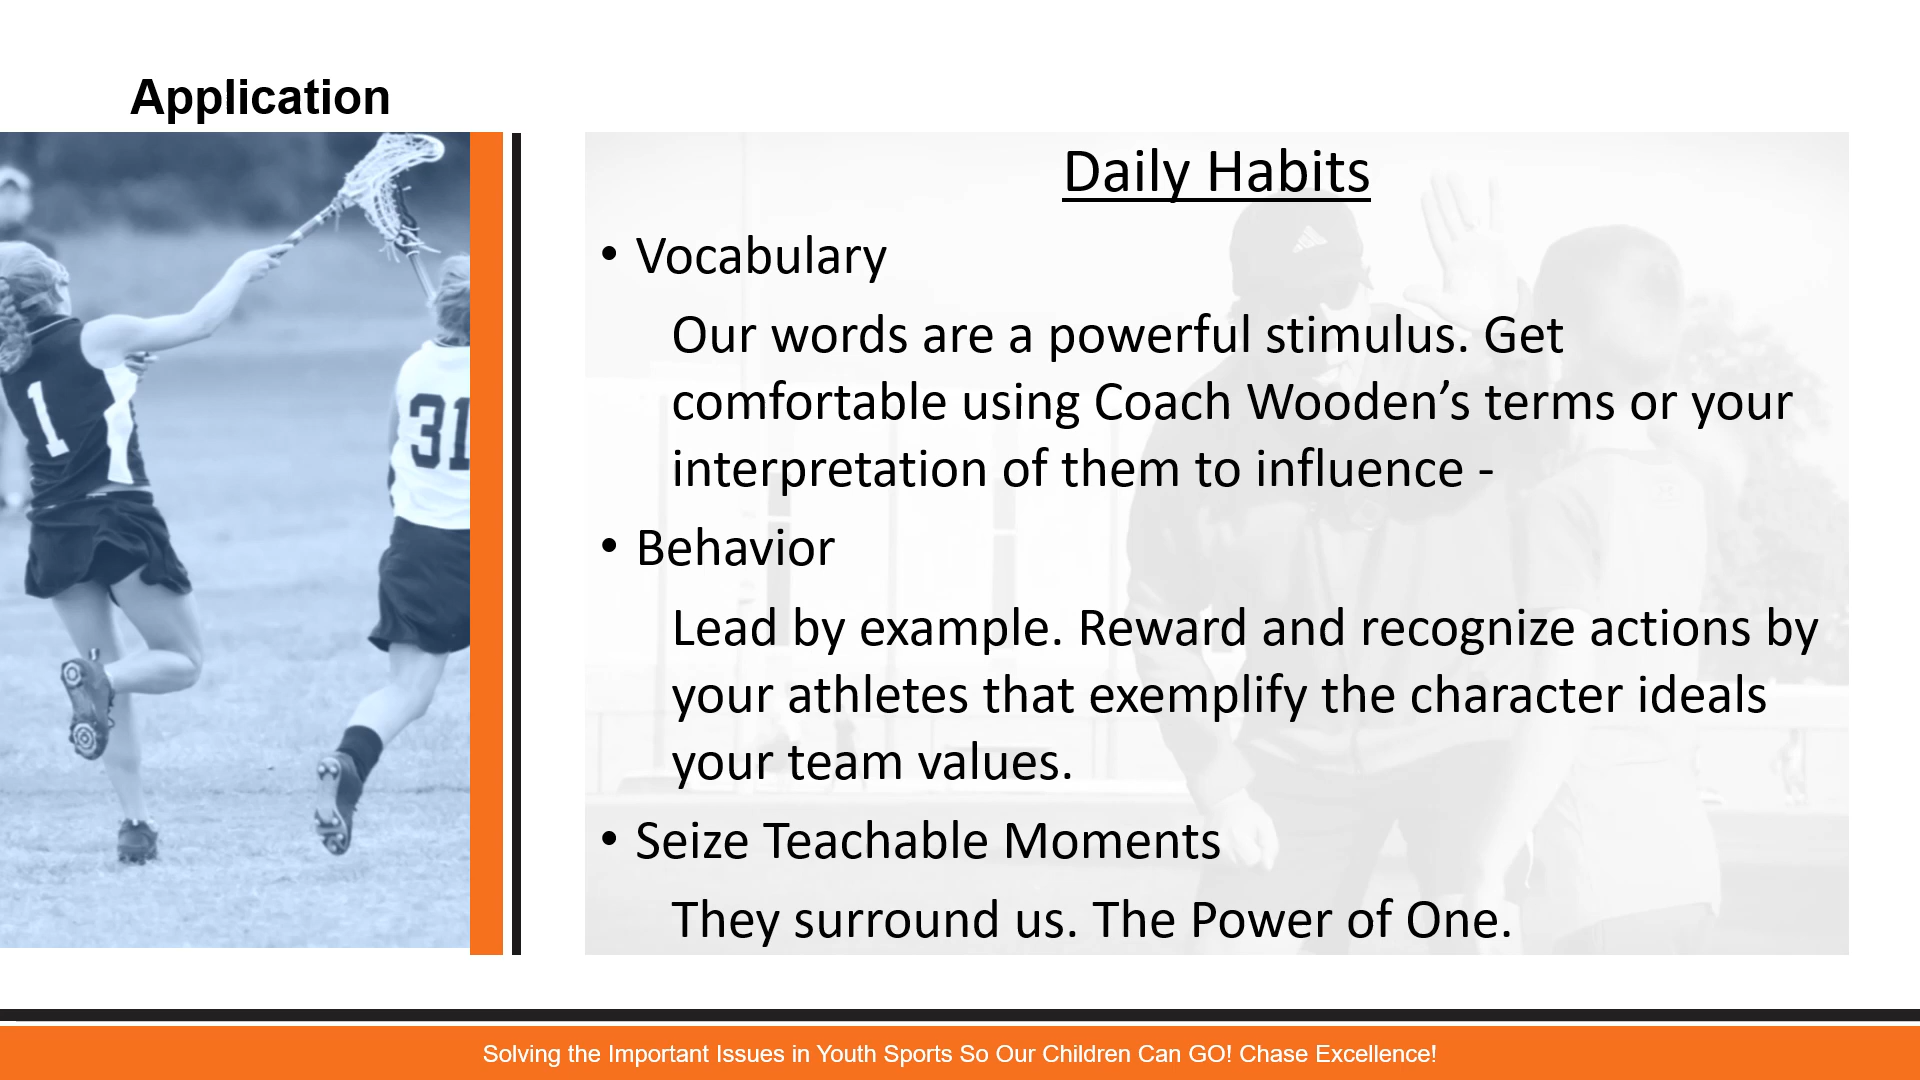 Application
1
31
Daily Habits
• Vocabulary
Our words are a powerful stimulus. Get
comfortable using Coach Wooden’s terms or your
interpretation of them to influence -
• Behavior
Lead by example. Reward and recognize actions by
your athletes that exemplify the character ideals
your team values.
• Seize Teachable Moments
They surround us. The Power of One.
Solving the Important Issues in Youth Sports So Our Children Can GO! Chase Excellence!